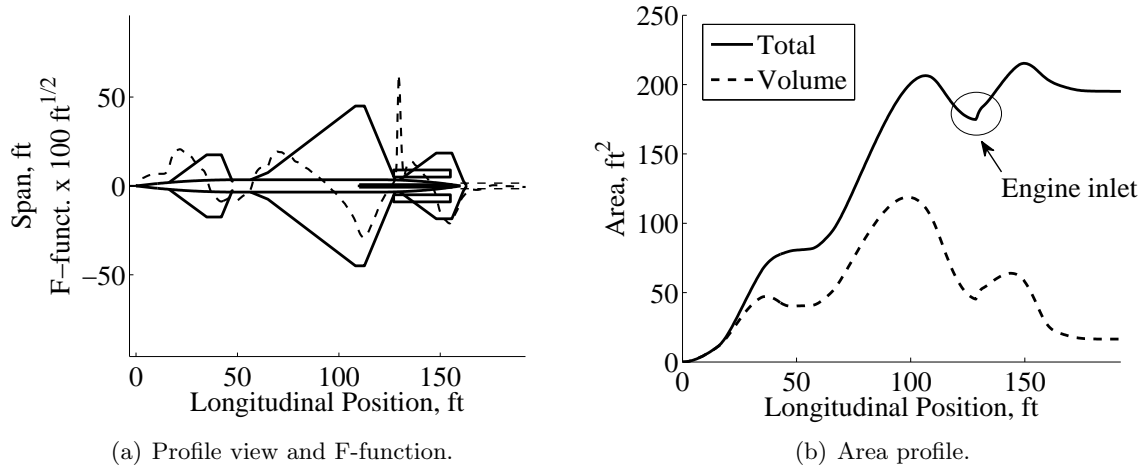 50
0
−50
Span, ft
F−funct. x 100 ft^{1/2}
0
50
100
150
Longitudinal Position, ft
(a) Profile view and F-function.
250
200
150
100
50
0
Area, ft^2
Total
Volume
Engine inlet
0
50
100
150
Longitudinal Position, ft
(b) Area profile.